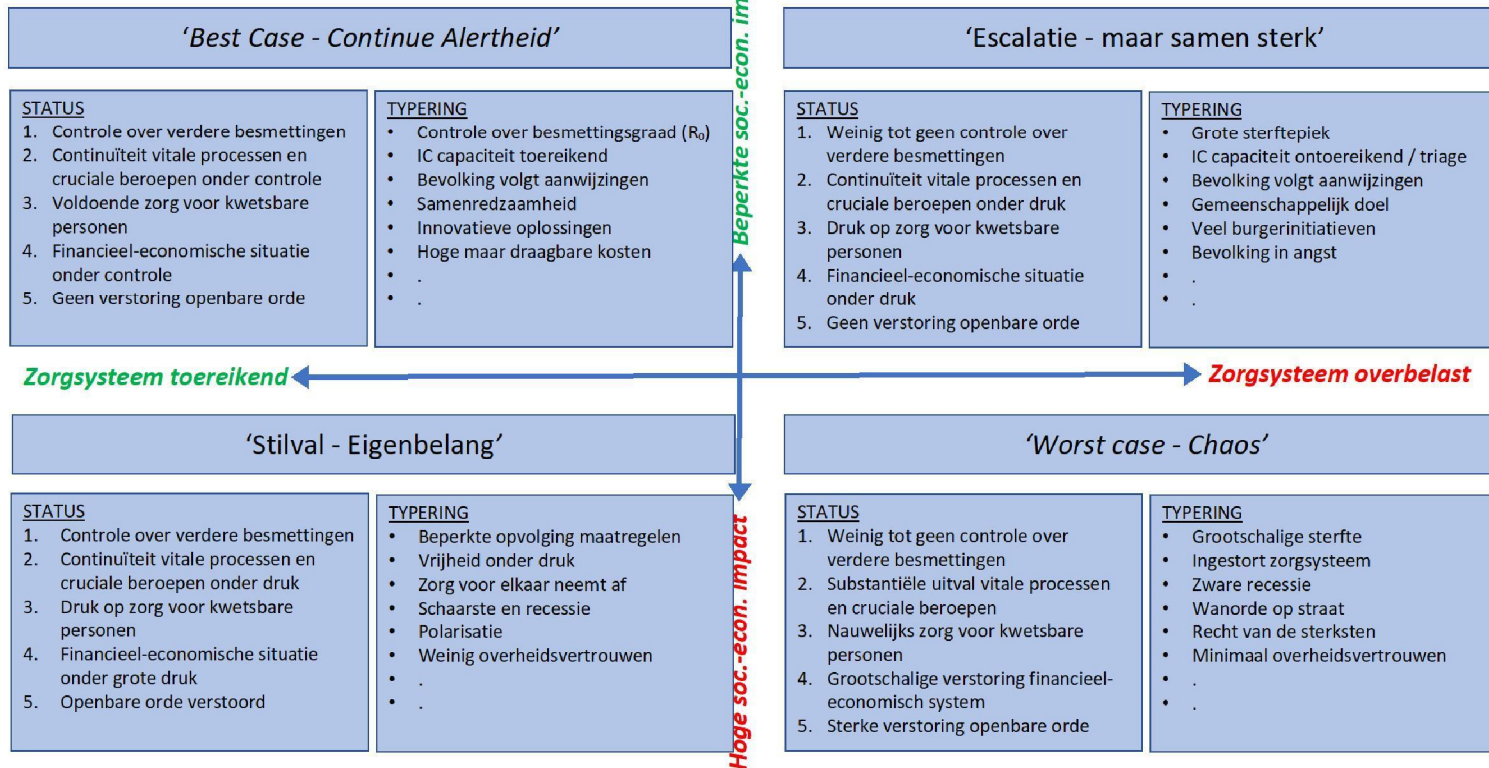 ‘Best Case - Continue Alertheid’
STATUS
1. Controle over verdere besmettingen
2. Continuïteit vitale processen en
cruciale beroepen onder controle
3. Voldoende zorg voor kwetsbare
personen
4. Financieel-economische situatie
onder controle
5. Geen verstoring openbare orde
TYPERING
• Controle over besmettingsgraad (R₀)
• IC capaciteit toereikend
• Bevolking volgt aanwijzingen
• Samenredzaamheid
• Innovatieve oplossingen
• Hoge maar draagbare kosten
• .
• .
Beperkte soc.-econ. im
‘Escalatie - maar samen sterk’
STATUS
1. Weinig tot geen controle over
verdere besmettingen
2. Continuïteit vitale processen en
cruciale beroepen onder druk
3. Druk op zorg voor kwetsbare
personen
4. Financieel-economische situatie
onder druk
5. Geen verstoring openbare orde
TYPERING
• Grote sterftepiek
• IC capaciteit ontoereikend / triage
• Bevolking volgt aanwijzingen
• Gemeenschappelijk doel
• Veel burgerinitiatieven
• Bevolking in angst
• .
• .
Zorgsysteem toereikend
Zorgsysteem overbelast
‘Stilval - Eigenbelang’
STATUS
1. Controle over verdere besmettingen
2. Continuïteit vitale processen en
cruciale beroepen onder druk
3. Druk op zorg voor kwetsbare
personen
4. Financieel-economische situatie
onder grote druk
5. Openbare orde verstoord
TYPERING
• Beperkte opvolging maatregelen
• Vrijheid onder druk
• Zorg voor elkaar neemt af
• Schaarste en recessie
• Polarisatie
• Weinig overheidsvertrouwen
• .
• .
Hoge soc.-econ. impact
‘Worst case - Chaos’
STATUS
1. Weinig tot geen controle over
verdere besmettingen
2. Substantiële uitval vitale processen
en cruciale beroepen
3. Nauwelijks zorg voor kwetsbare
personen
4. Grootschalige verstoring financieel-
economisch system
5. Sterke verstoring openbare orde
TYPERING
• Grootschalige sterfte
• Ingestort zorgsysteem
• Zware recessie
• Wanorde op straat
• Recht van de sterksten
• Minimaal overheidsvertrouwen
• .
• .